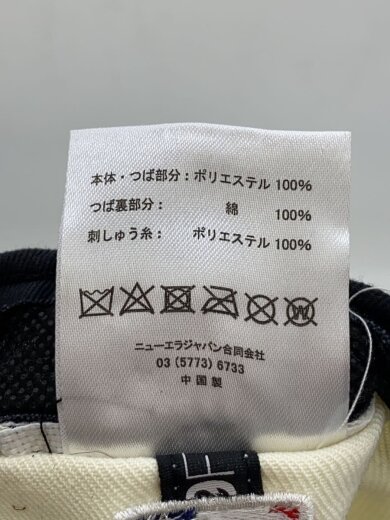 本体・つば部分：ポリエステル 100%
つば裏部分： 綿 100%
刺しゅう糸： ポリエステル 100%
ニューエラジャパン合同会社
03 (5773) 6733
中 国 製